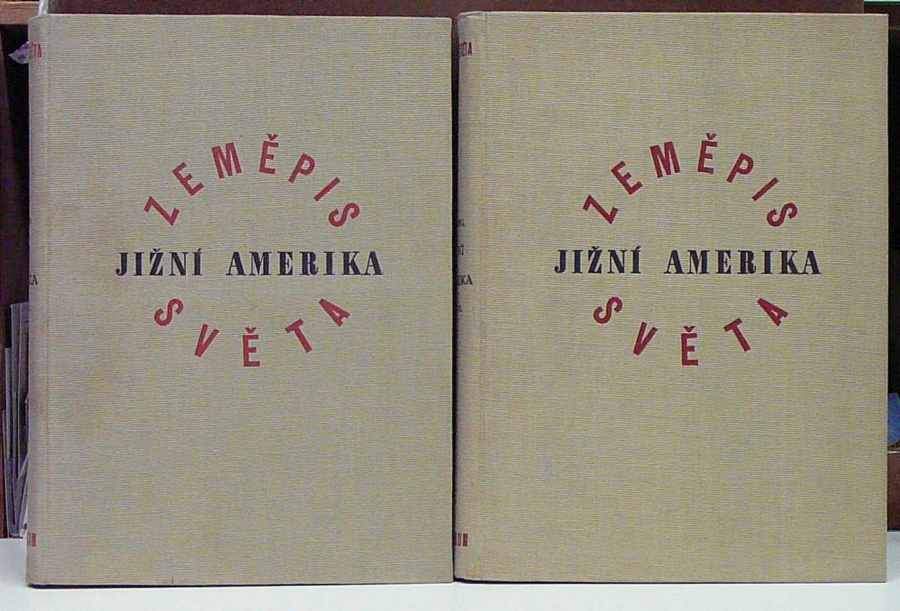 ZEMĚPIS
JIŽNÍ AMERIKA
SVĚTA
ZEMĚPIS
JIŽNÍ AMERIKA
SVĚTA